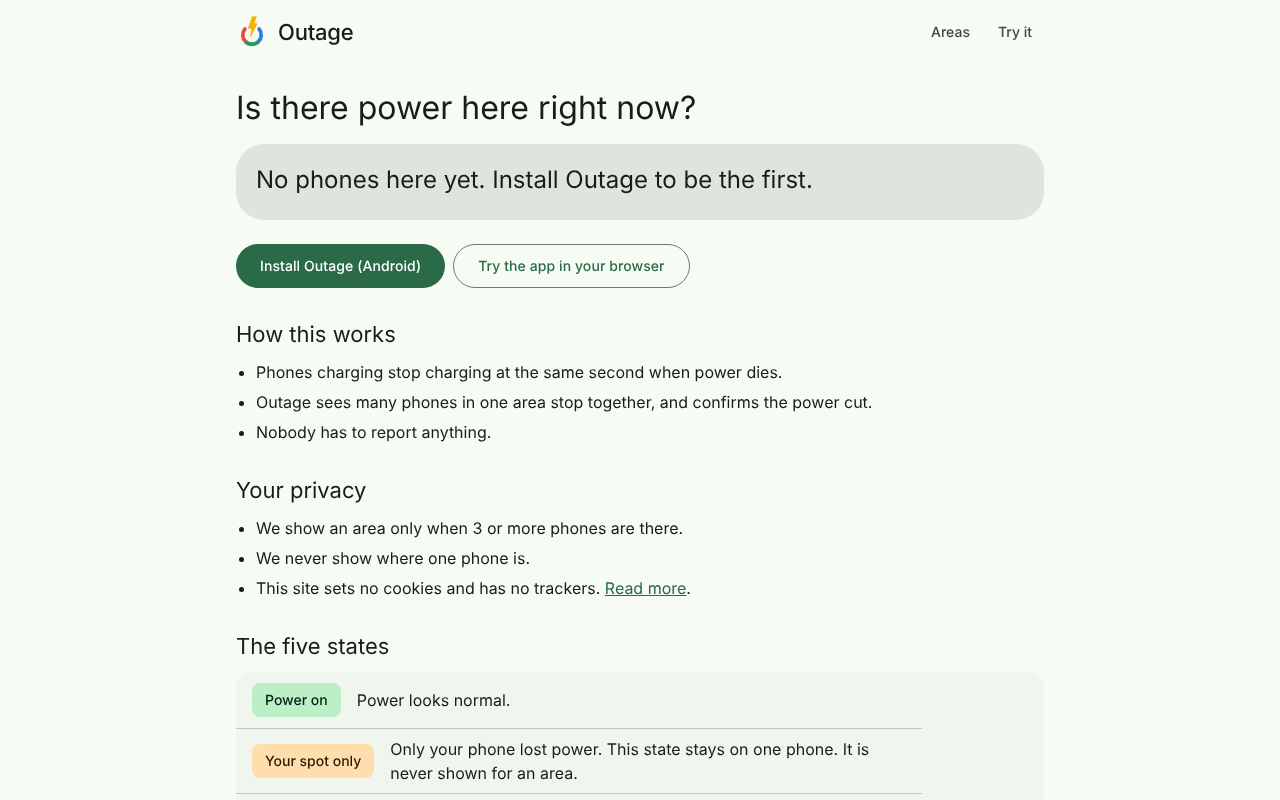 Outage
Areas
Try it
Is there power here right now?
No phones here yet. Install Outage to be the first.
Install Outage (Android)
Try the app in your browser
How this works
• Phones charging stop charging at the same second when power dies.
• Outage sees many phones in one area stop together, and confirms the power cut.
• Nobody has to report anything.
Your privacy
• We show an area only when 3 or more phones are there.
• We never show where one phone is.
• This site sets no cookies and has no trackers. Read more.
The five states
Power on
Power looks normal.
Your spot only
Only your phone lost power. This state stays on one phone. It is
never shown for an area.